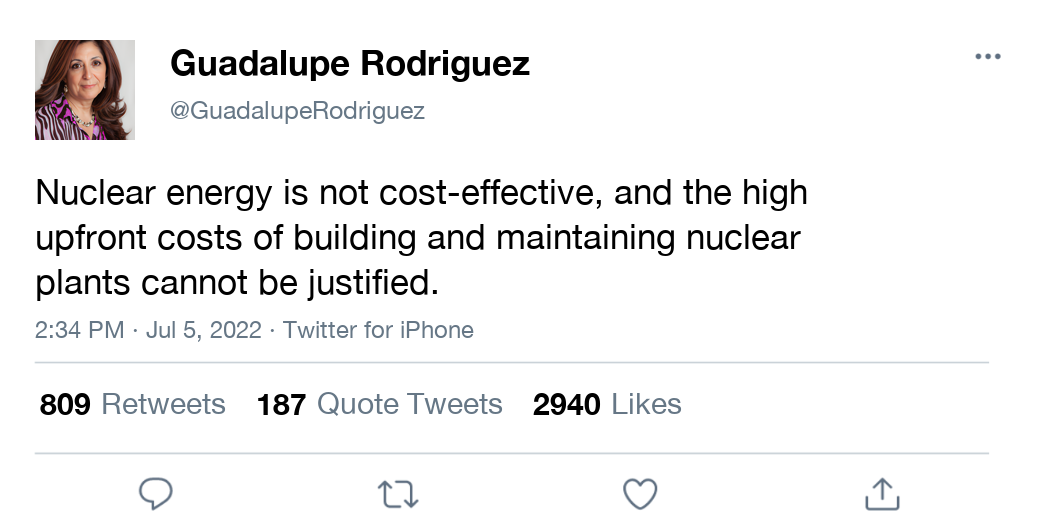 Guadalupe Rodriguez
@GuadalupeRodriguez
Nuclear energy is not cost-effective, and the high
upfront costs of building and maintaining nuclear
plants cannot be justified.
2:34 PM · Jul 5, 2022 · Twitter for iPhone
809 Retweets 187 Quote Tweets 2940 Likes